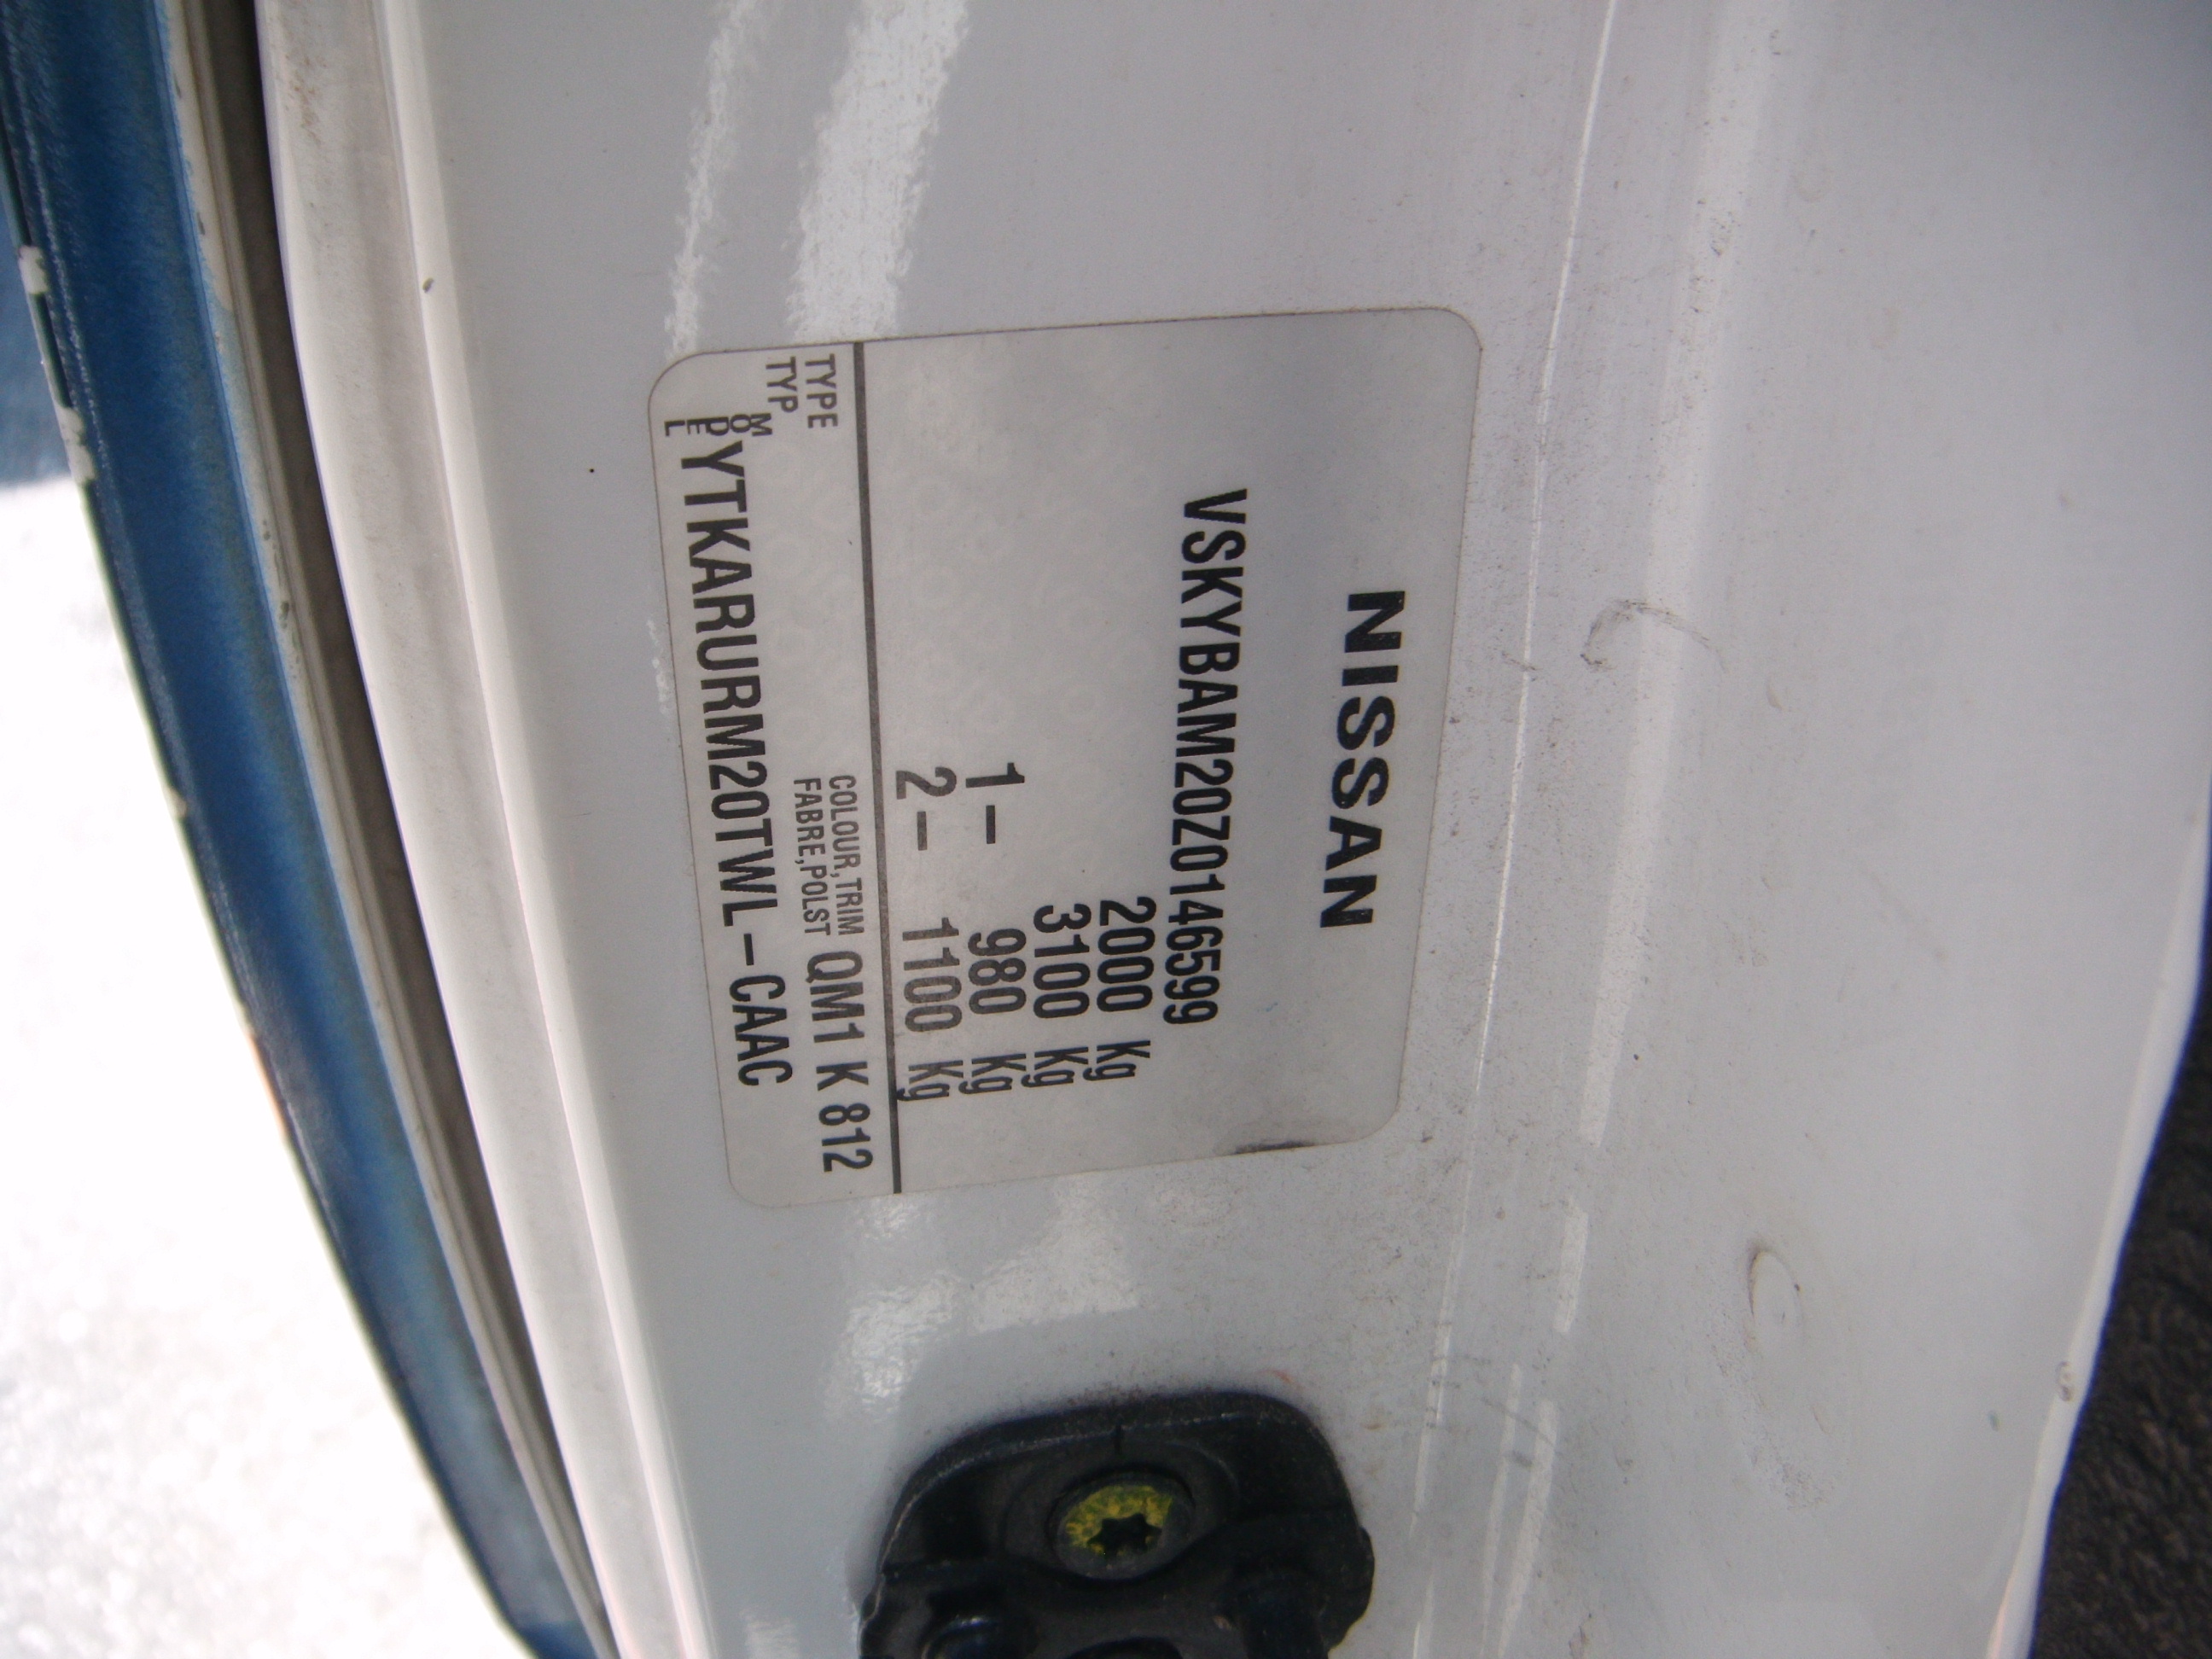 NISSAN
VSKYBAM20Z0146599
2000 Kg
3100 Kg
1- 980 Kg
2- 1100 Kg
TYPE
TYP
COLOUR,TRIM
FABRE,POLST
QM1 K 812
MODEL
YTKARURM20TWL-CAAC